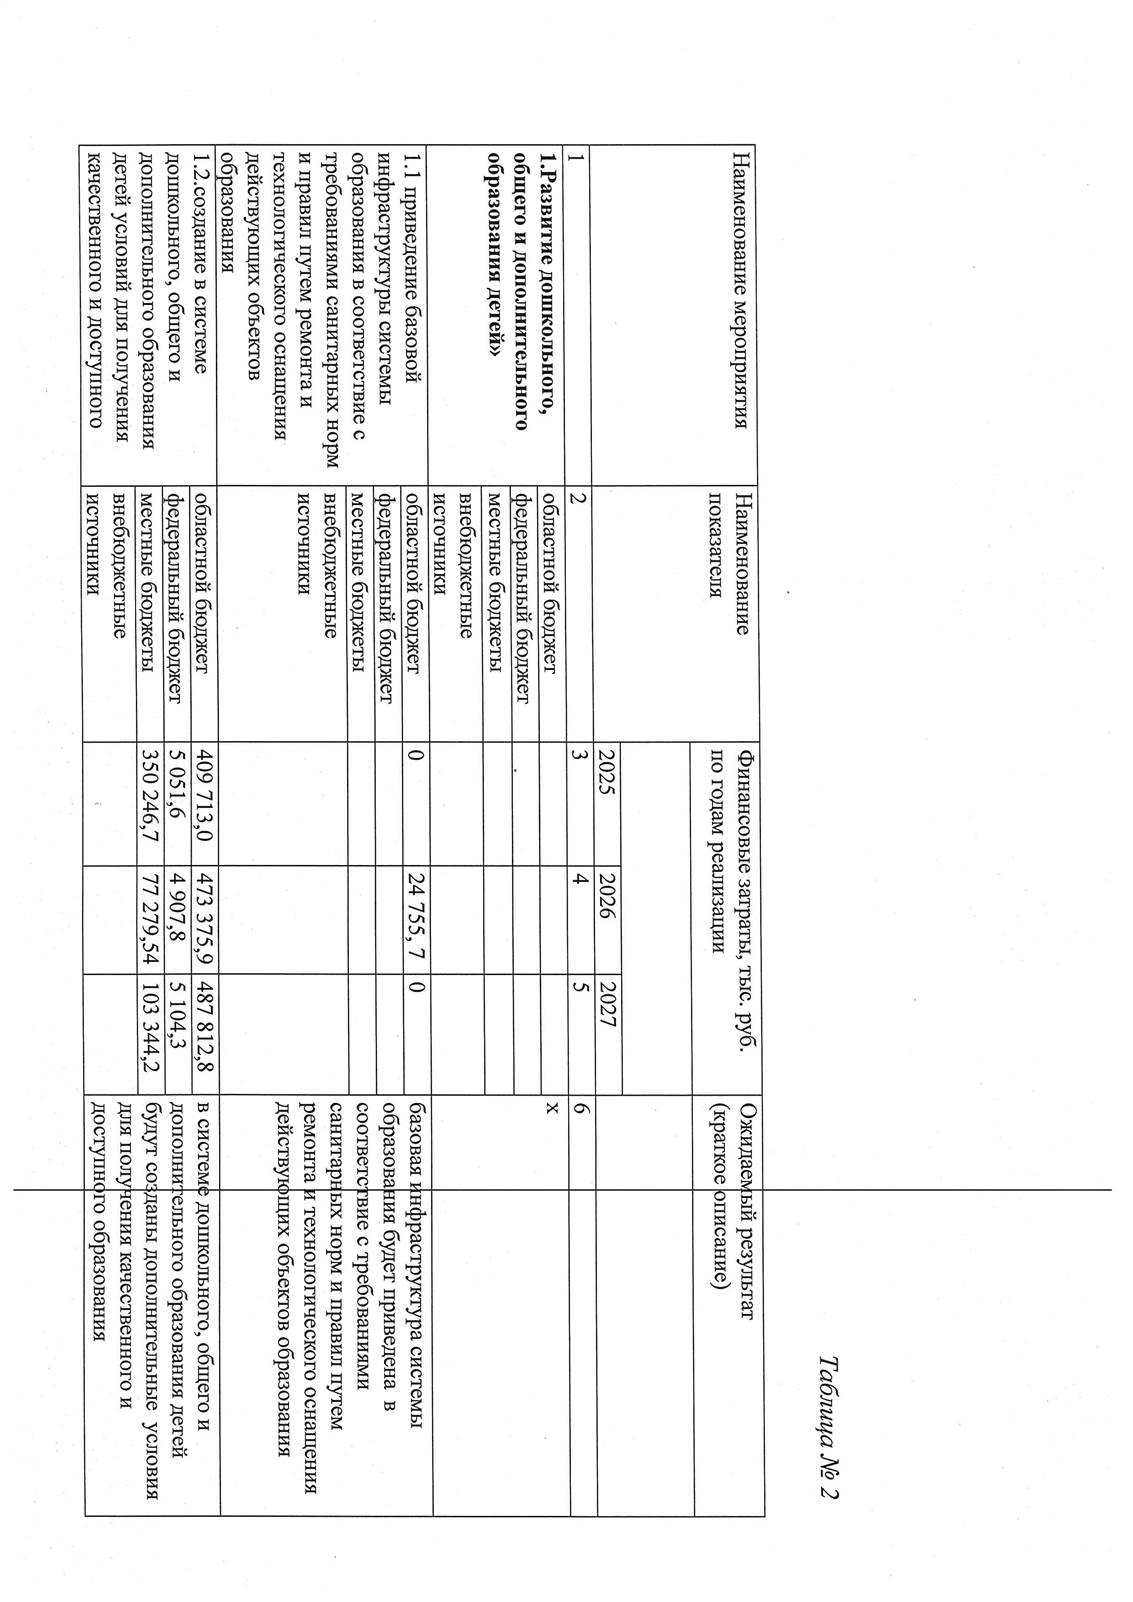 Таблица № 2
Наименование мероприятия
Наименование
показателя
Финансовые затраты, тыс. руб.
по годам реализации
Ожидаемый результат
(краткое описание)
2025
2026
2027
1
2
3
4
5
6
1.Развитие дошкольного,
общего и дополнительного
образования детей»
областной бюджет
федеральный бюджет
местные бюджеты
внебюджетные
источники
х
1.1 приведение базовой
инфраструктуры системы
образования в соответствие с
требованиями санитарных норм
и правил путем ремонта и
технологического оснащения
действующих объектов
образования
областной бюджет
0
24 755, 7
0
федеральный бюджет
местные бюджеты
внебюджетные
источники
базовая инфраструктура системы
образования будет приведена в
соответствие с требованиями
санитарных норм и правил путем
ремонта и технологического оснащения
действующих объектов образования
1.2.создание в системе
дошкольного, общего и
дополнительного образования
детей условий для получения
качественного и доступного
областной бюджет
409 713,0
473 375,9
487 812,8
федеральный бюджет
5 051,6
4 907,8
5 104,3
местные бюджеты
350 246,7
77 279,54
103 344,2
внебюджетные
источники
в системе дошкольного, общего и
дополнительного образования детей
будут созданы дополнительные условия
для получения качественного и
доступного образования